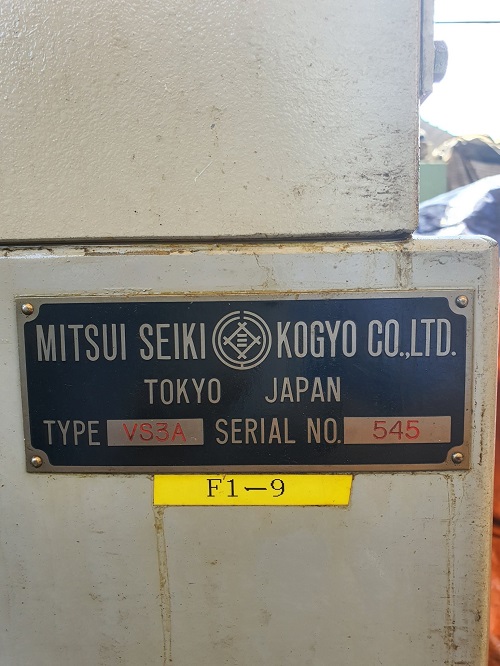 MITSUI SEIKI KOGYO CO.,LTD.
TOKYO JAPAN
TYPE VS3A SERIAL NO. 545
F1-9